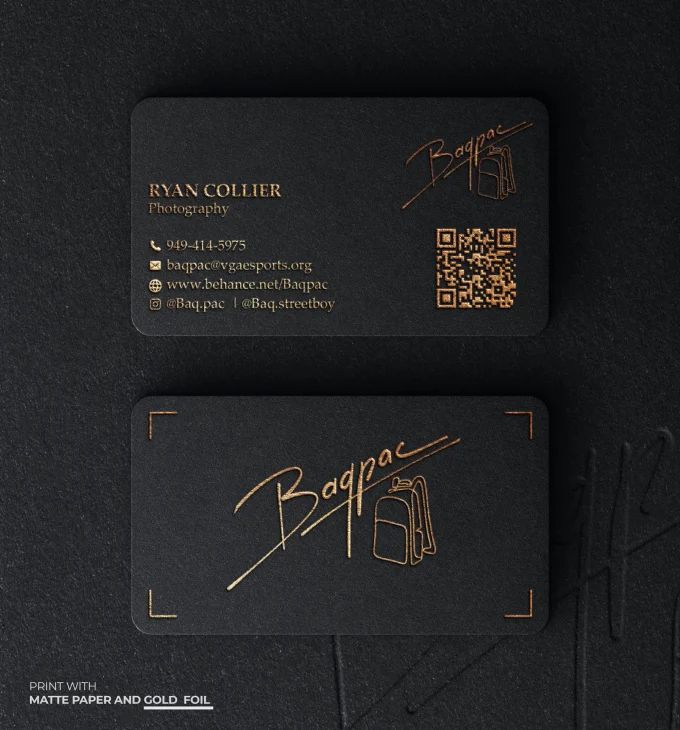 Baqpac
RYAN COLLIER
Photography
949-414-5975
baqpac@vgaesports.org
www.behance.net/Baqpac
@Baq.pac | @Baq.streetboy
Baqpac
PRINT WITH
MATTE PAPER AND GOLD FOIL